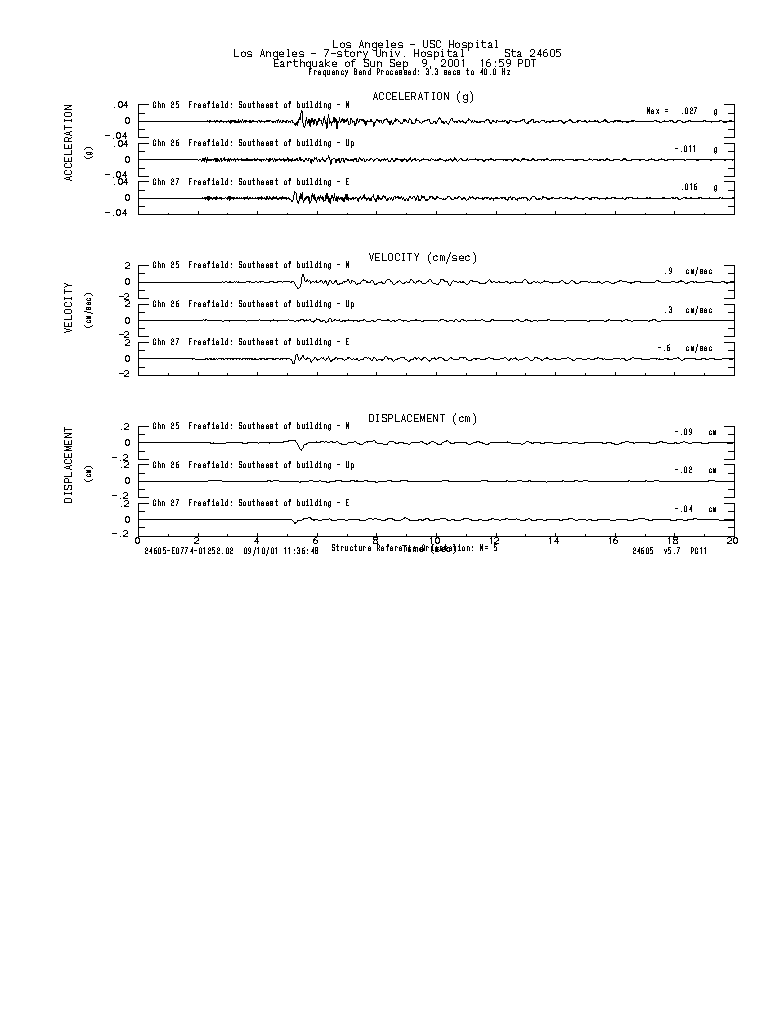 Los Angeles - USC Hospital
Los Angeles - 7-story Univ. Hospital Sta 24605
Earthquake of Sun Sep 9, 2001 16:59 PDT
Frequency Band Processed: 3.3 secs to 40.0 Hz
ACCELERATION (g)
ACCELERATION
(g)
.04
0
-.04
Chn 25 Freefield: Southeast of building - N
Max = .027 g
.04
0
-.04
Chn 26 Freefield: Southeast of building - Up
-.011 g
.04
0
-.04
Chn 27 Freefield: Southeast of building - E
.016 g
VELOCITY (cm/sec)
VELOCITY
(cm/sec)
2
0
-2
Chn 25 Freefield: Southeast of building - N
.9 cm/sec
2
0
-2
Chn 26 Freefield: Southeast of building - Up
.3 cm/sec
2
0
-2
Chn 27 Freefield: Southeast of building - E
-.6 cm/sec
DISPLACEMENT (cm)
DISPLACEMENT
(cm)
.2
0
-.2
Chn 25 Freefield: Southeast of building - N
-.09 cm
.2
0
-.2
Chn 26 Freefield: Southeast of building - Up
-.02 cm
.2
0
-.2
Chn 27 Freefield: Southeast of building - E
-.04 cm
0 2 4 6 8 10 12 14 16 18 20
Time (sec)
24605-E0774-01252.02 09/10/01 11:36:48 Structure Reference Orientation: N= 5 24605 v5.7 PC11